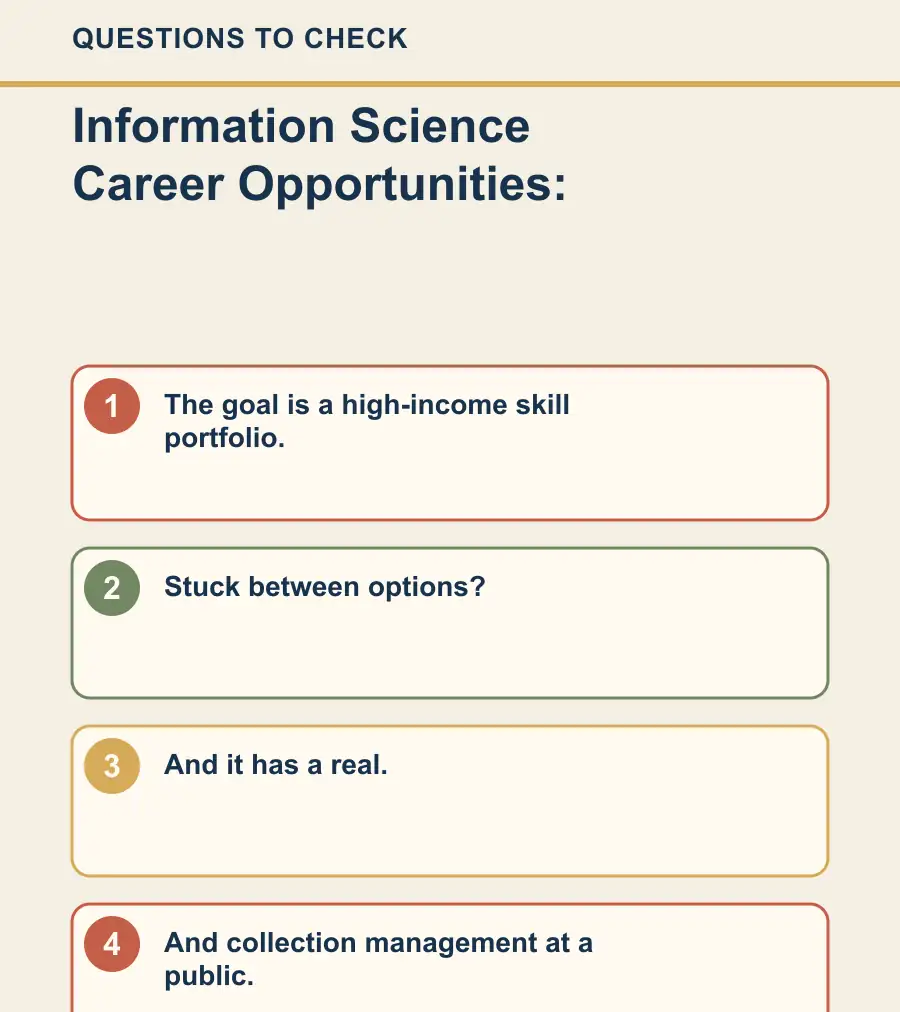 QUESTIONS TO CHECK
Information Science
Career Opportunities:
1
The goal is a high-income skill
portfolio.
2
Stuck between options?
3
And it has a real.
4
And collection management at a
public.